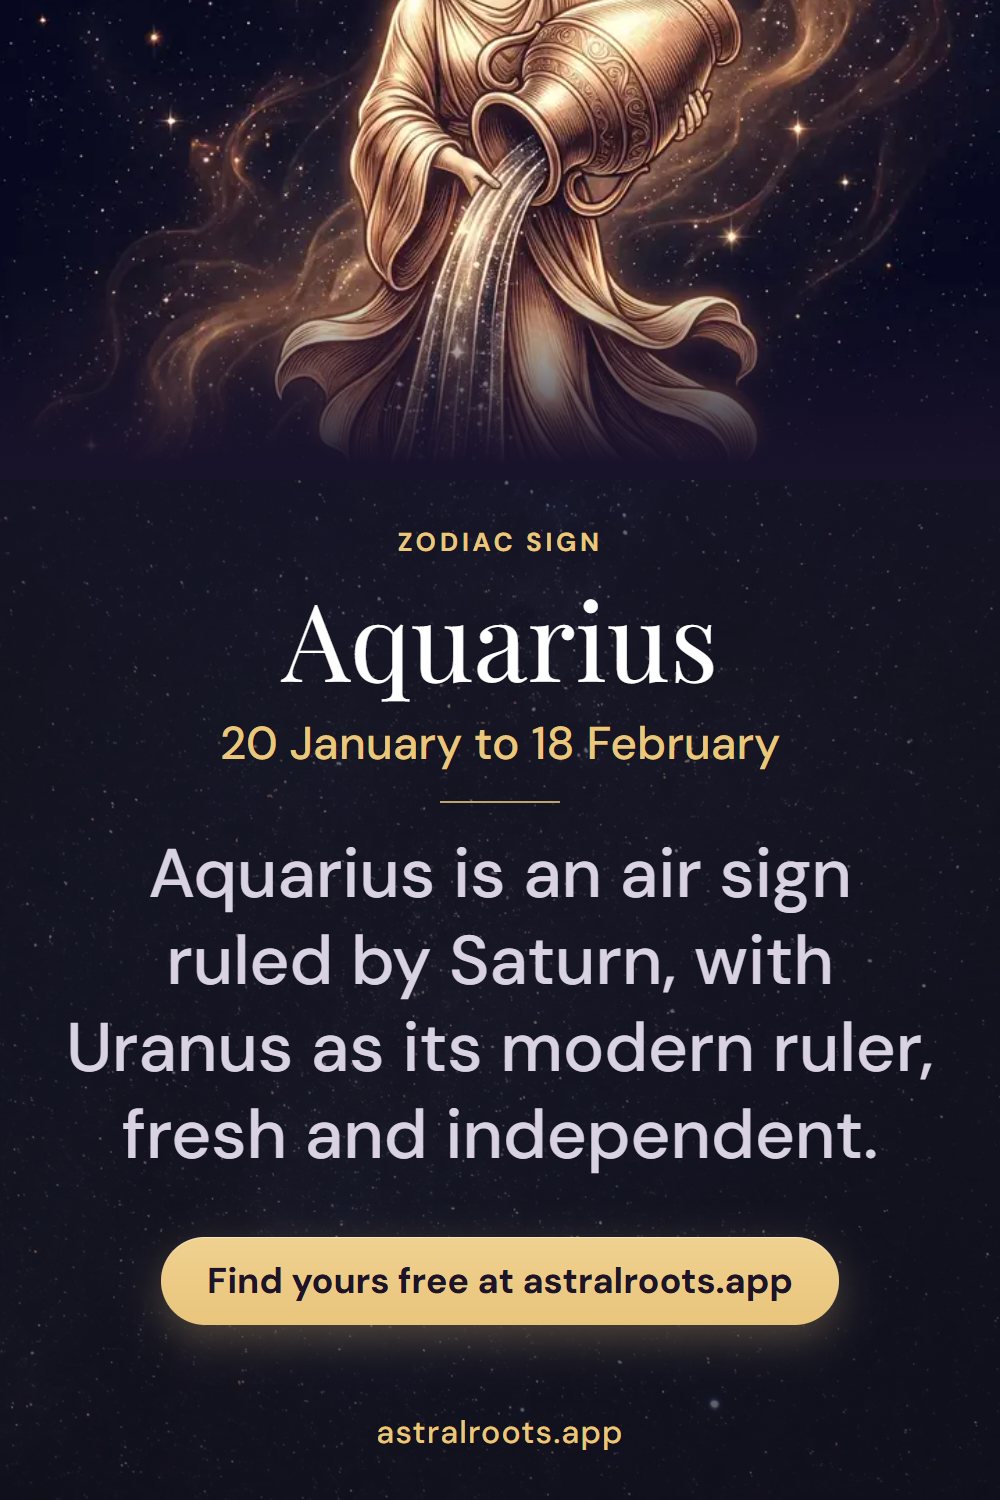 ZODIAC SIGN
Aquarius
20 January to 18 February
Aquarius is an air sign
ruled by Saturn, with
Uranus as its modern ruler,
fresh and independent.
Find yours free at astralroots.app
astralroots.app